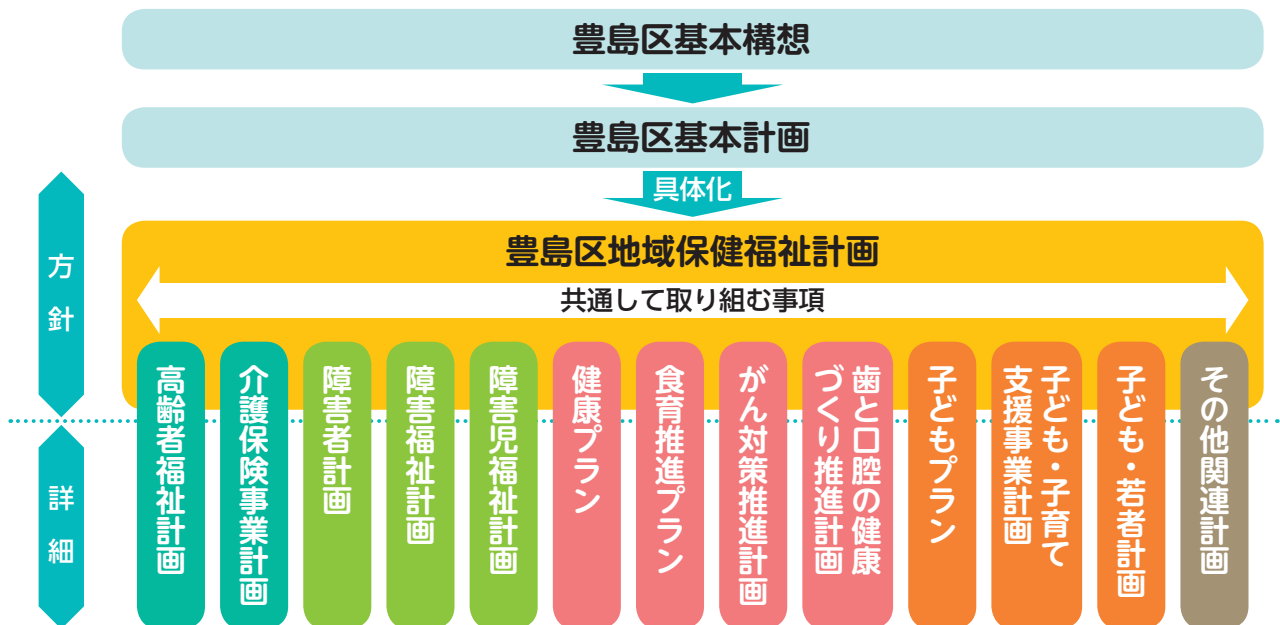 豊島区基本構想
豊島区基本計画
具体化
豊島区地域保健福祉計画
共通して取り組む事項
方針
詳細
高齢者福祉計画
介護保険事業計画
障害者計画
障害福祉計画
障害児福祉計画
健康プラン
食育推進プラン
がん対策推進計画
歯と口腔の健康
づくり推進計画
子どもプラン
子ども・子育て
支援事業計画
子ども・若者計画
その他関連計画